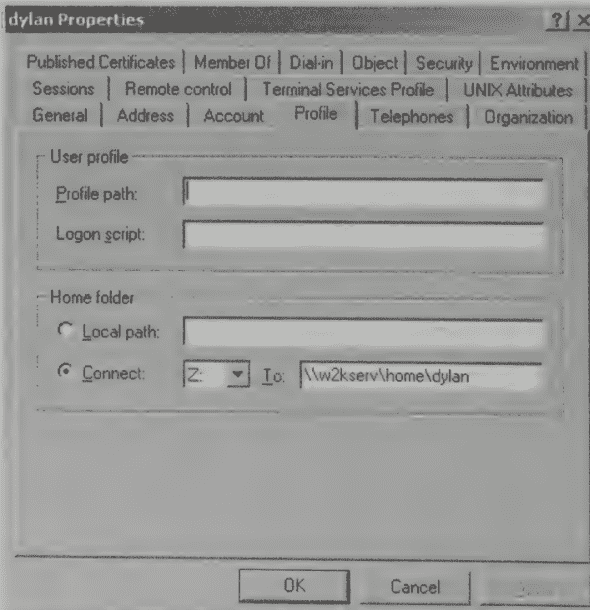 dylan Properties
Published Certificates Member Of Dial-in Object Security Environment
Sessions Remote control Terminal Services Profile UNIX Attributes
General Address Account Profile Telephones Organization
User profile
Profile path:
Logon script:
Home folder
Local path:
Connect: Z: To: \\w2kserv\home\dylan
OK Cancel